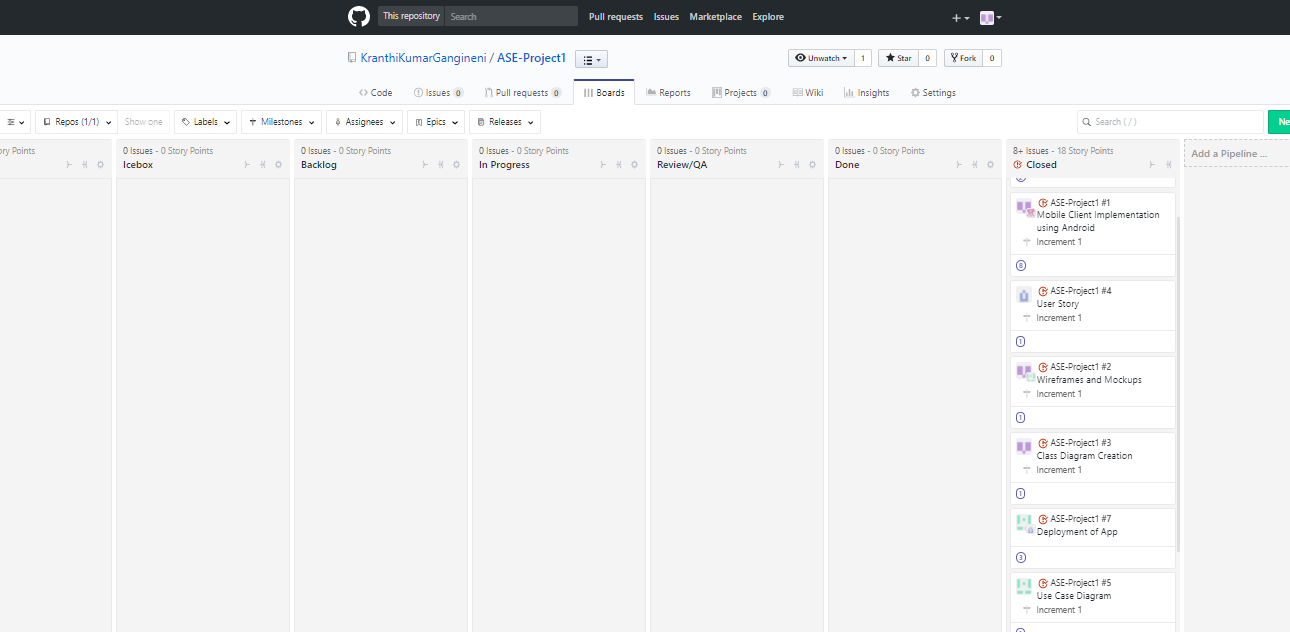 This repository Search Pull requests Issues Marketplace Explore
KranthiKumarGangineni / ASE-Project1 Unwatch 1 Star 0 Fork 0
Code Issues 0 Pull requests 0 Boards Reports Projects 0 Wiki Insights Settings
Repos (1/1) Show one Labels Milestones Assignees Epics Releases Search ( / ) Ne
ory Points
0 Issues - 0 Story Points
Icebox
0 Issues - 0 Story Points
Backlog
0 Issues - 0 Story Points
In Progress
0 Issues - 0 Story Points
Review/QA
0 Issues - 0 Story Points
Done
8+ Issues - 18 Story Points
Closed
Add a Pipeline ...
ASE-Project1 #1
Mobile Client Implementation
using Android
Increment 1
8
ASE-Project1 #4
User Story
Increment 1
1
ASE-Project1 #2
Wireframes and Mockups
Increment 1
1
ASE-Project1 #3
Class Diagram Creation
Increment 1
1
ASE-Project1 #7
Deployment of App
3
ASE-Project1 #5
Use Case Diagram
Increment 1